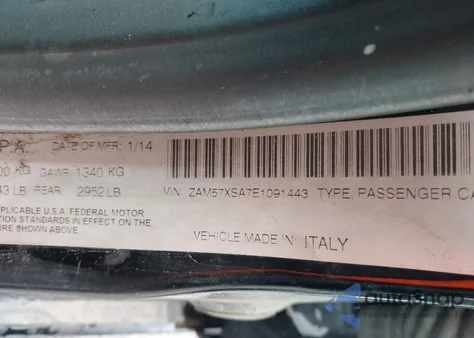 P A DATE OF MFR: 1/14
00 KG GAWR 1340 KG
43 LB REAR 2952 LB
VIN: ZAM57XSA7E1091443 TYPE: PASSENGER CA
PLICABLE U.S.A. FEDERAL MOTOR
TION STANDARDS IN EFFECT ON THE
URE SHOWN ABOVE
VEHICLE MADE IN ITALY
autosnap